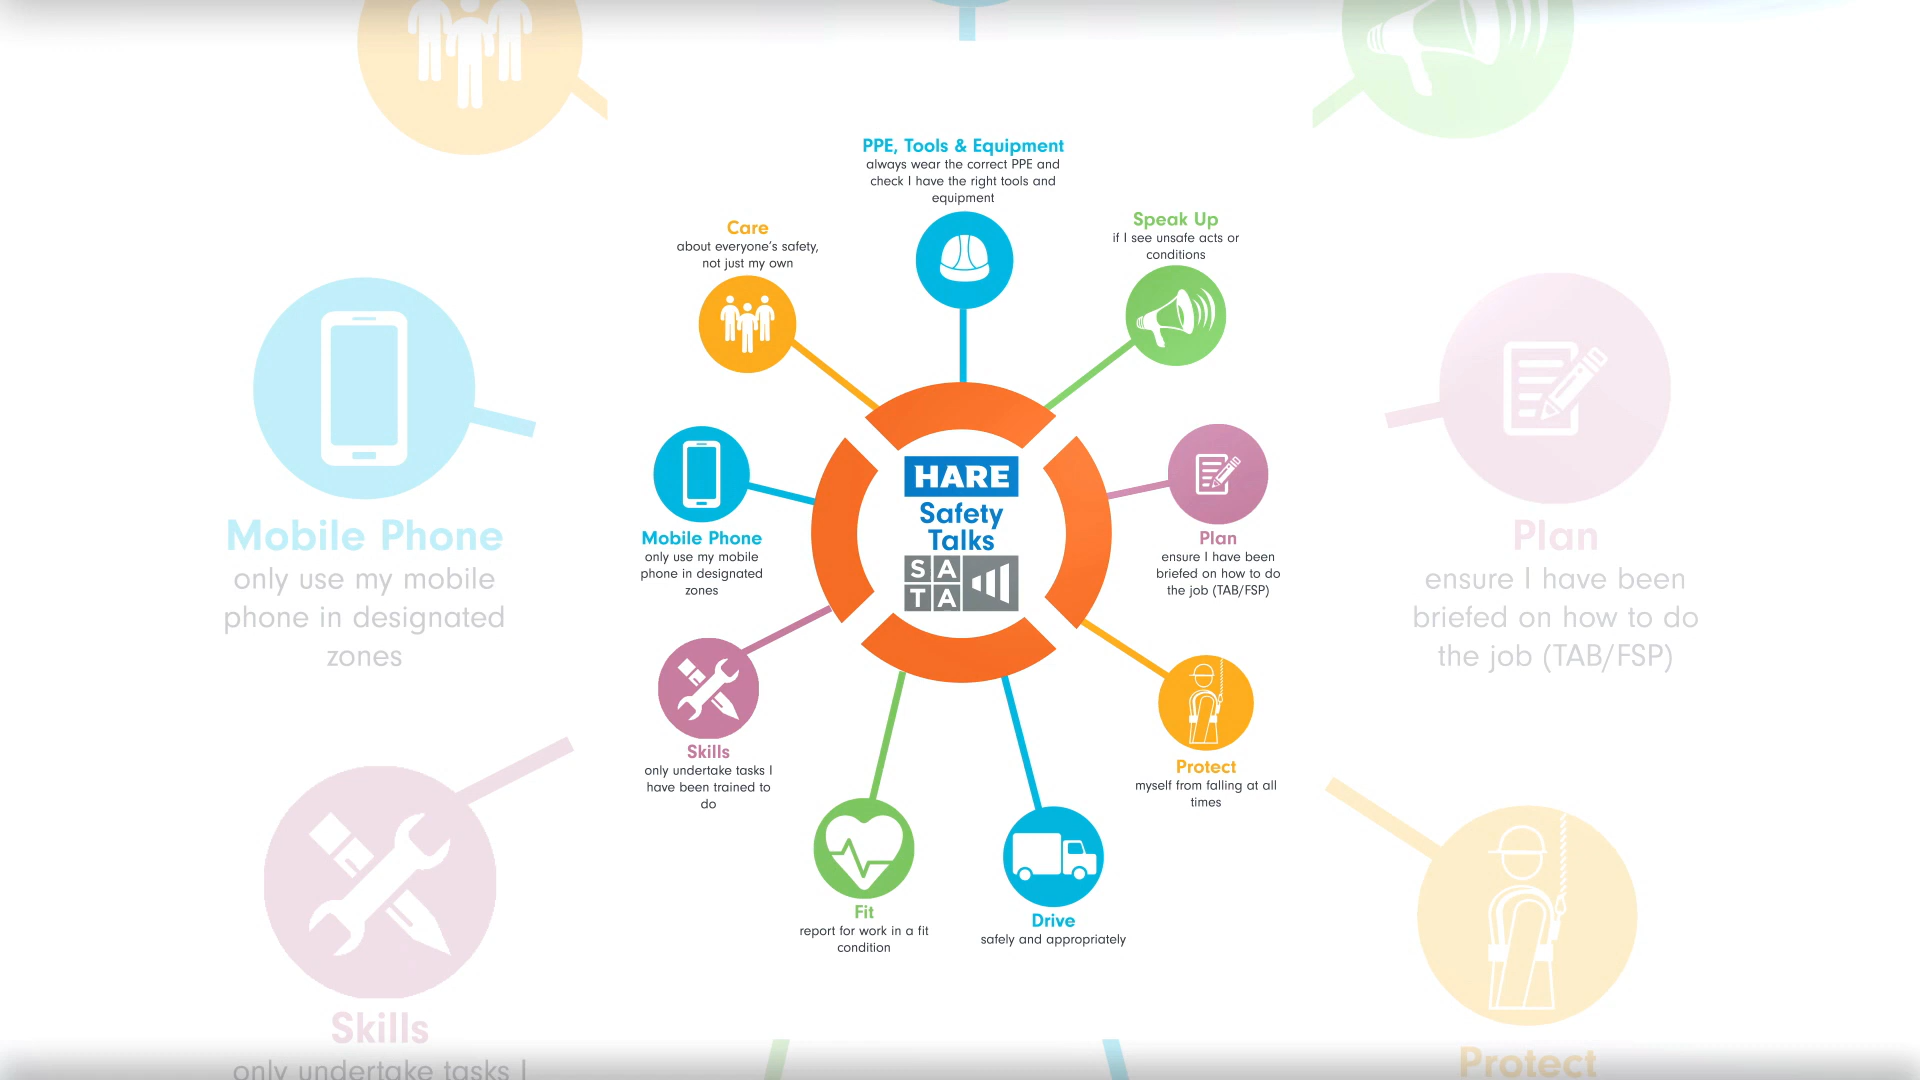 PPE, Tools & Equipment
always wear the correct PPE and
check I have the right tools and
equipment
Care
about everyone's safety,
not just my own
Speak Up
if I see unsafe acts or
conditions
HARE
Safety
Talks
SA
TA
Mobile Phone
only use my mobile
phone in designated
zones
Plan
ensure I have been
briefed on how to do
the job (TAB/FSP)
Skills
only undertake tasks I
have been trained to
do
Protect
myself from falling at all
times
Fit
report for work in a fit
condition
Drive
safely and appropriately
Mobile Phone
only use my mobile
phone in designated
zones
Skills
only undertake tasks I
Plan
ensure I have been
briefed on how to do
the job (TAB/FSP)
Protect